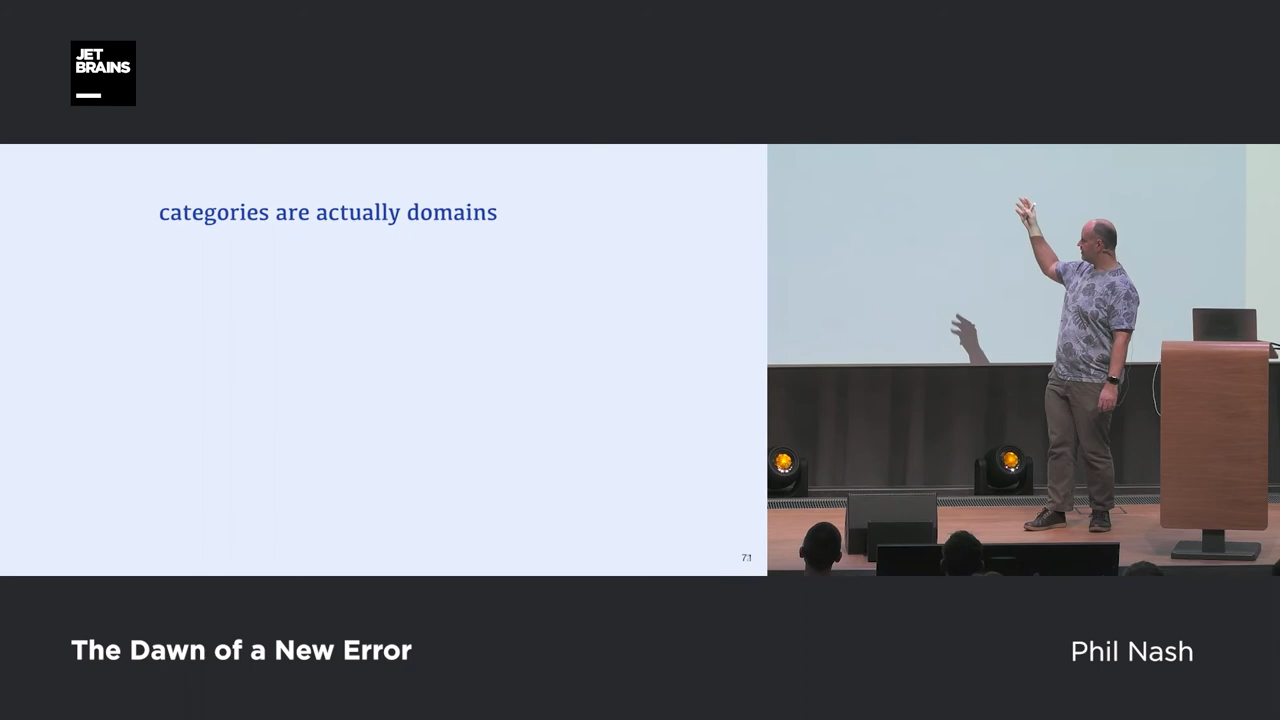 JET
BRAINS
categories are actually domains
71
The Dawn of a New Error
Phil Nash